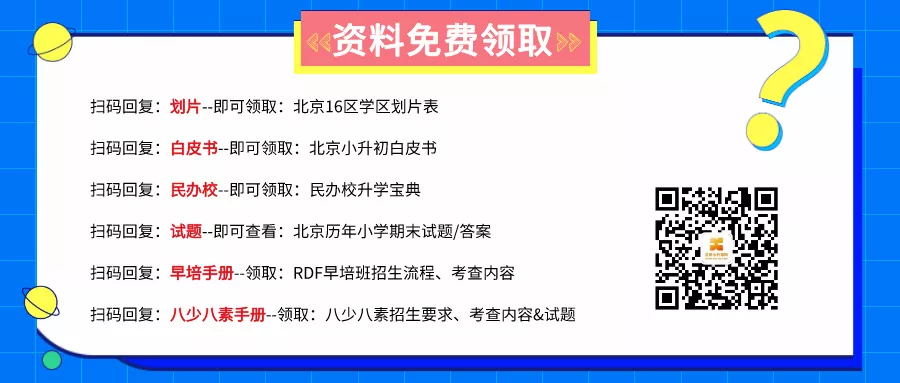 资料免费领取
扫码回复：划片--即可领取：北京16区学区划片表
扫码回复：白皮书--即可领取：北京小升初白皮书
扫码回复：民办校--即可领取：民办校升学宝典
扫码回复：试题--即可查看：北京历年小学期末试题/答案
扫码回复：早培手册--领取：RDF早培班招生流程、考查内容
扫码回复：八少八素手册--领取：八少八素招生要求、考查内容&试题